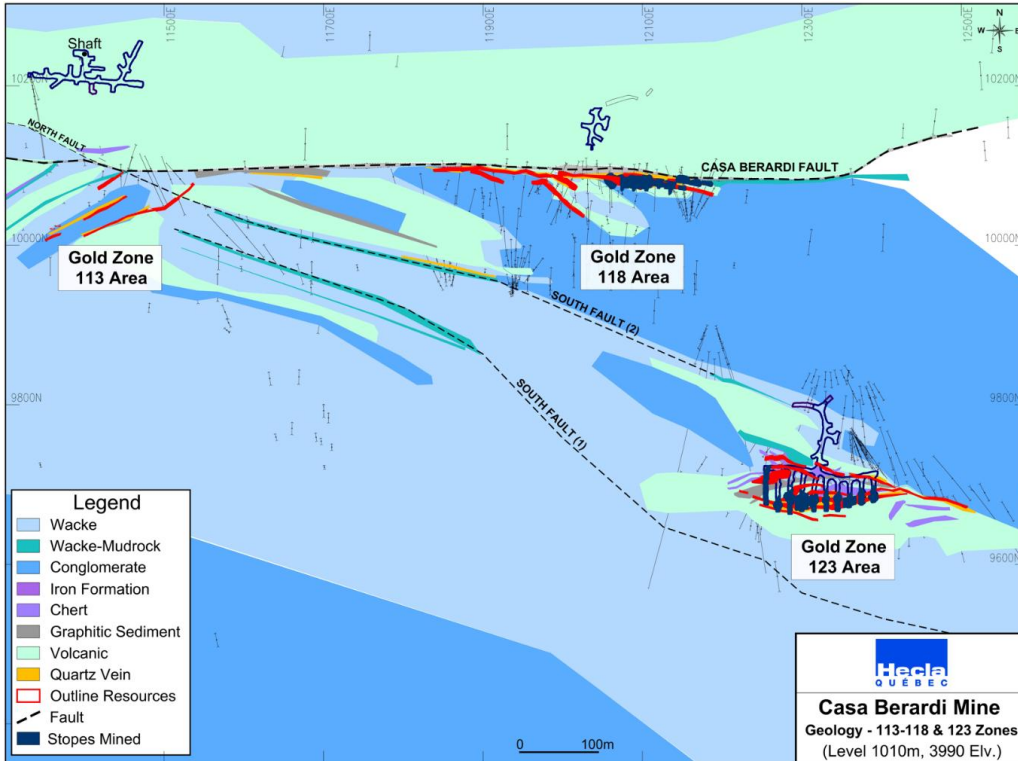 11500E
11700E
11900E
12100E
12300E
12500E
N
W E
S
Shaft
10200N
10200N
NORTH FAULT
CASA BERARDI FAULT
10000N
10000N
Gold Zone
113 Area
Gold Zone
118 Area
SOUTH FAULT (2)
9800N
9800N
SOUTH FAULT (1)
Gold Zone
123 Area
9600N
Legend
Wacke
Wacke-Mudrock
Conglomerate
Iron Formation
Chert
Graphitic Sediment
Volcanic
Quartz Vein
Outline Resources
Fault
Stopes Mined
0 100m
Hecla
QUÉBEC
Casa Berardi Mine
Geology - 113-118 & 123 Zones
(Level 1010m, 3990 Elv.)